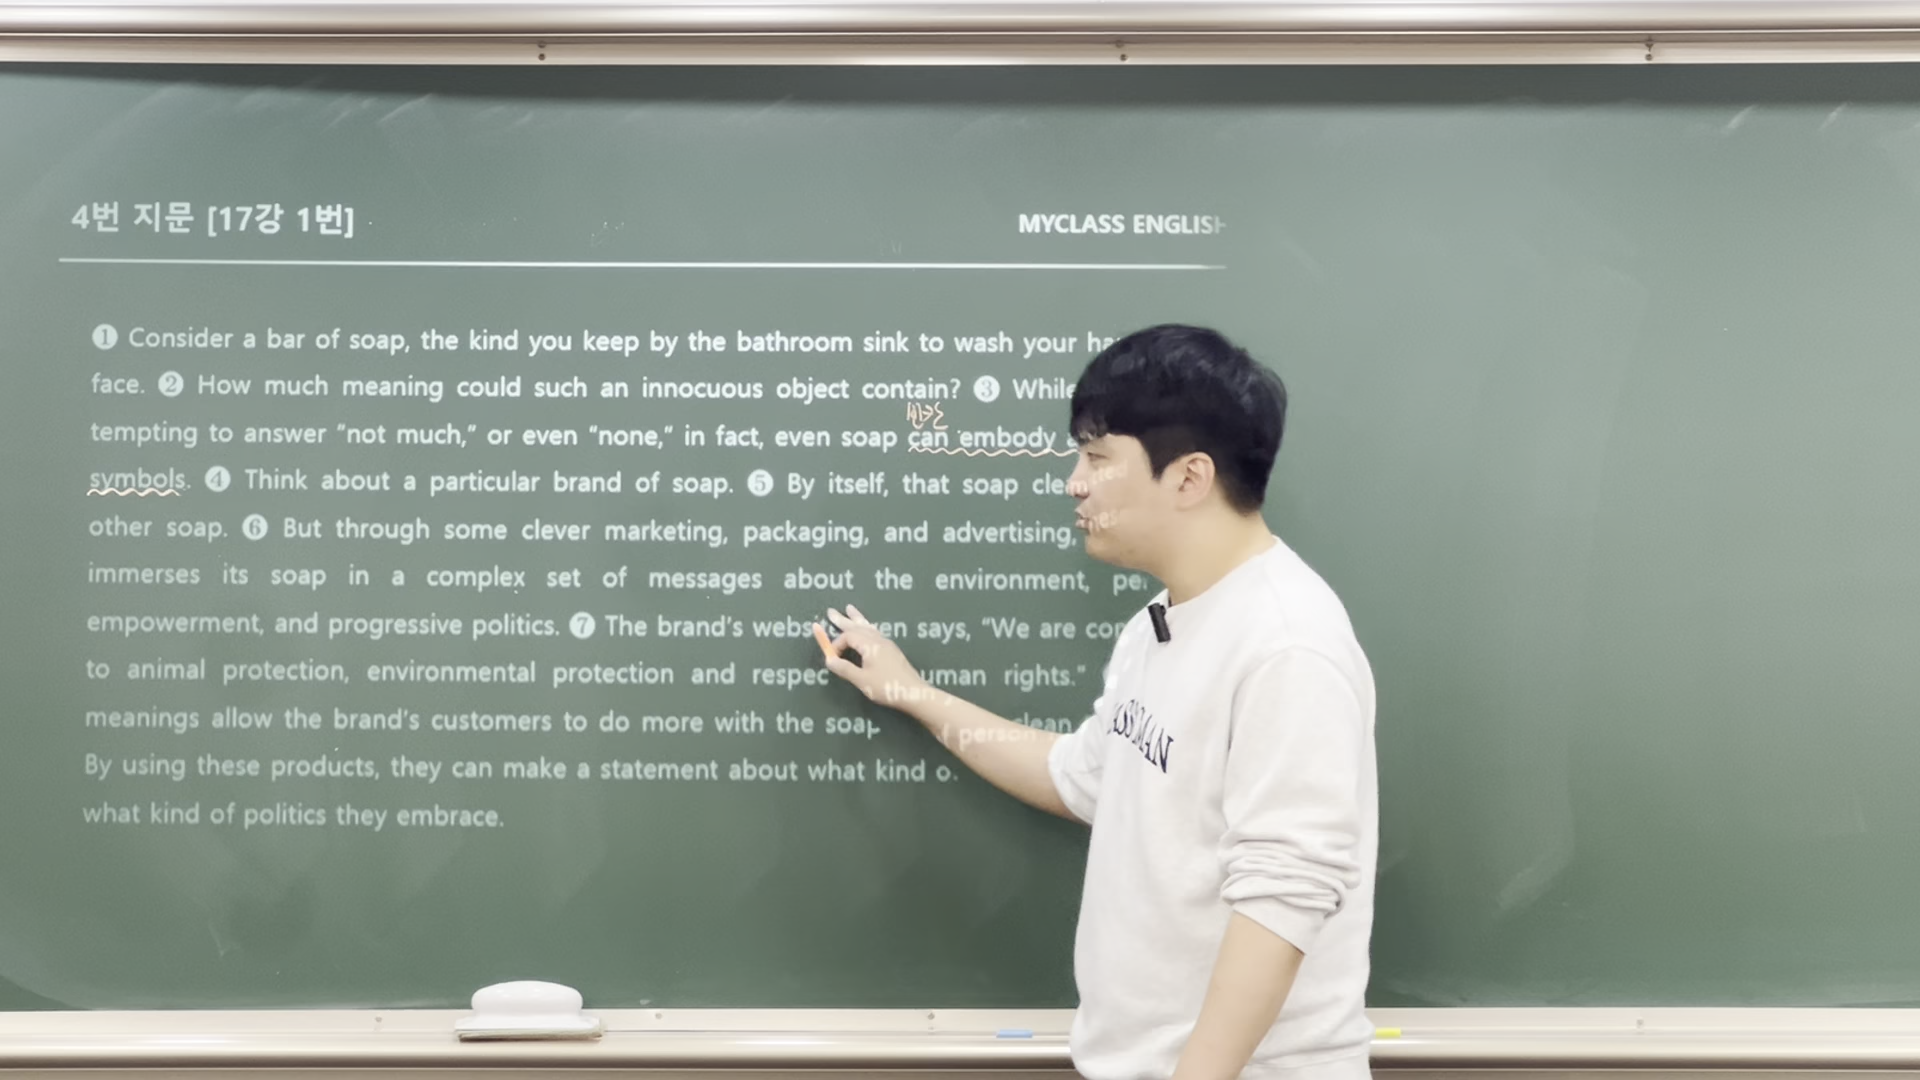 4번 지문 [17강 1번]
MYCLASS ENGLISH
❶ Consider a bar of soap, the kind you keep by the bathroom sink to wash your
face. ❷ How much meaning could such an innocuous object contain? ❸ While
빈칸
tempting to answer “not much,” or even “none,” in fact, even soap can embody
symbols. ❹ Think about a particular brand of soap. ❺ By itself, that soap
other soap. ❻ But through some clever marketing, packaging, and advertising,
immerses its soap in a complex set of messages about the environment,
empowerment, and progressive politics. ❼ The brand’s says, “We are
to animal protection, environmental protection and human rights.”
meanings allow the brand’s customers to do more with the soap than clean
By using these products, they can make a statement about what kind of person
what kind of politics they embrace.